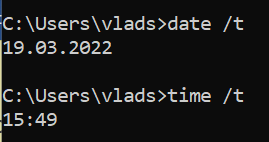 C:\Users\vlads>date /t
19.03.2022
C:\Users\vlads>time /t
15:49